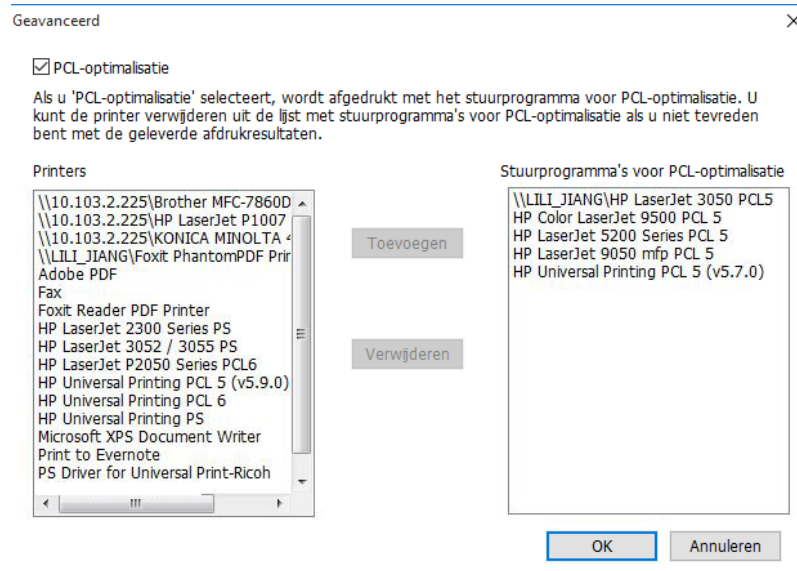 Geavanceerd
PCL-optimalisatie
Als u 'PCL-optimalisatie' selecteert, wordt afgedrukt met het stuurprogramma voor PCL-optimalisatie. U
kunt de printer verwijderen uit de lijst met stuurprogramma's voor PCL-optimalisatie als u niet tevreden
bent met de geleverde afdrukresultaten.
Printers
\\10.103.2.225\Brother MFC-7860D
\\10.103.2.225\HP LaserJet P1007
\\10.103.2.225\KONICA MINOLTA
\\LILI_JIANG\Foxit PhantomPDF Prir
Adobe PDF
Fax
Foxit Reader PDF Printer
HP LaserJet 2300 Series PS
HP LaserJet 3052 / 3055 PS
HP LaserJet P2050 Series PCL6
HP Universal Printing PCL 5 (v5.9.0)
HP Universal Printing PCL 6
HP Universal Printing PS
Microsoft XPS Document Writer
Print to Evernote
PS Driver for Universal Print-Ricoh
Toevoegen
Verwijderen
Stuurprogramma's voor PCL-optimalisatie
\\LILI_JIANG\HP LaserJet 3050 PCL5
HP Color LaserJet 9500 PCL 5
HP LaserJet 5200 Series PCL 5
HP LaserJet 9050 mfp PCL 5
HP Universal Printing PCL 5 (v5.7.0)
OK
Annuleren